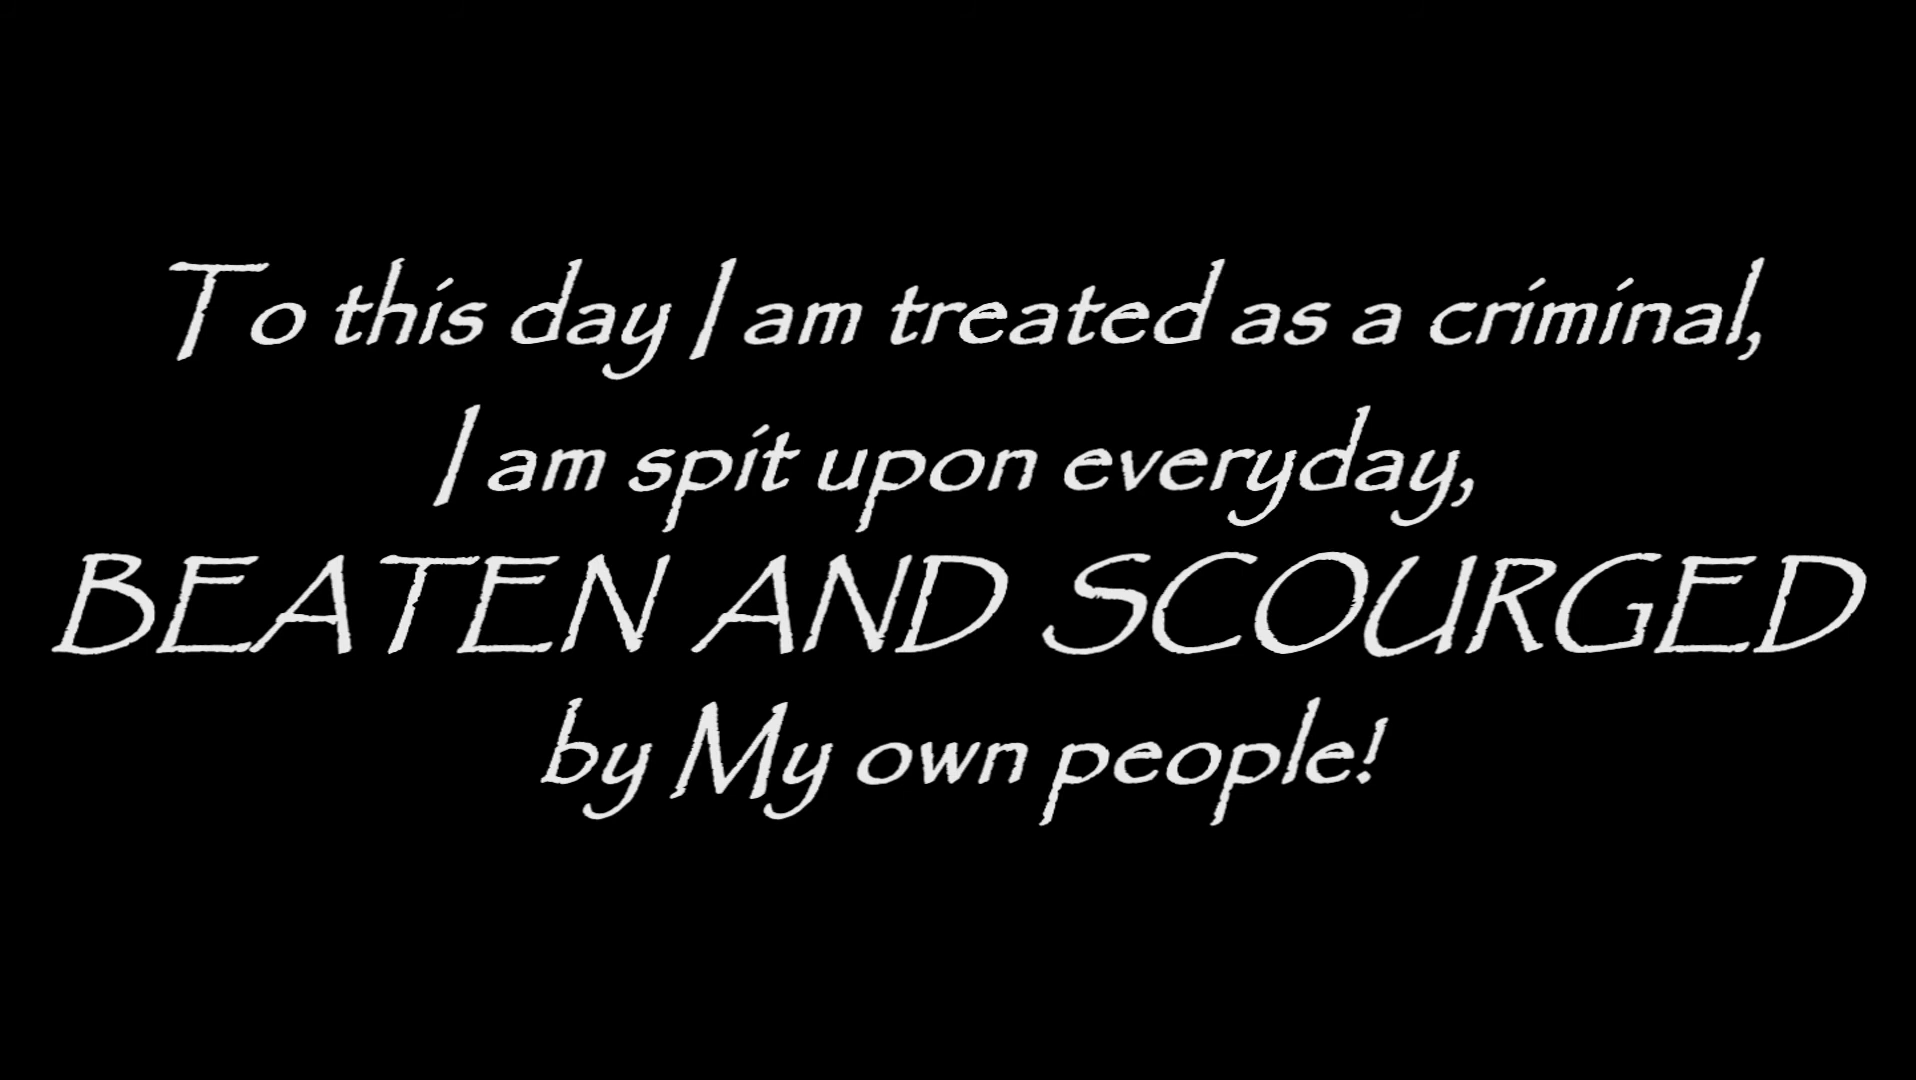 To this day I am treated as a criminal,
I am spit upon everyday,
BEATEN AND SCOURGED
by My own people!